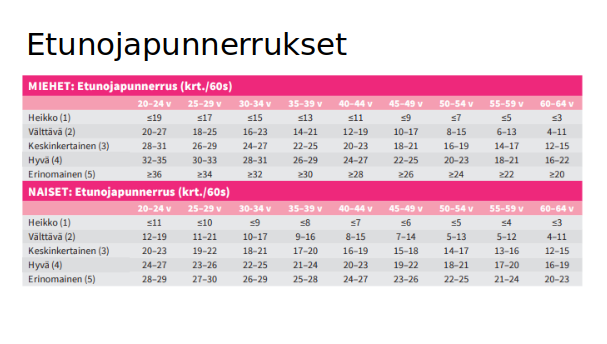 Etunojapunnerrukset
MIEHET: Etunojapunnerrus (krt./60s)
20–24 v 25–29 v 30-34 v 35–39 v 40–44 v 45–49 v 50–54 v 55–59 v 60–64 v
Heikko (1) ≤19 ≤17 ≤15 ≤13 ≤11 ≤9 ≤7 ≤5 ≤3
Välttävä (2) 20–27 18–25 16–23 14–21 12–19 10–17 8–15 6–13 4–11
Keskinkertainen (3) 28–31 26–29 24–27 22–25 20–23 18–21 16–19 14–17 12–15
Hyvä (4) 32–35 30–33 28–31 26–29 24–27 22–25 20–23 18–21 16–22
Erinomainen (5) ≥36 ≥34 ≥32 ≥30 ≥28 ≥26 ≥24 ≥22 ≥20
NAISET: Etunojapunnerrus (krt./60s)
20–24 v 25–29 v 30–34 v 35–39 v 40–44 v 45–49 v 50–54 v 55–59 v 60–64 v
Heikko (1) ≤11 ≤10 ≤9 ≤8 ≤7 ≤6 ≤5 ≤4 ≤3
Välttävä (2) 12–19 11–21 10–17 9–16 8–15 7–14 5–13 5–12 4–11
Keskinkertainen (3) 20–23 19–22 18–21 17–20 16–19 15–18 14–17 13–16 12–15
Hyvä (4) 24–27 23–26 22–25 21–24 20–23 19–22 18–21 17–20 16–19
Erinomainen (5) 28–29 27–30 26–29 25–28 24–27 23–26 22–25 21–24 20–23